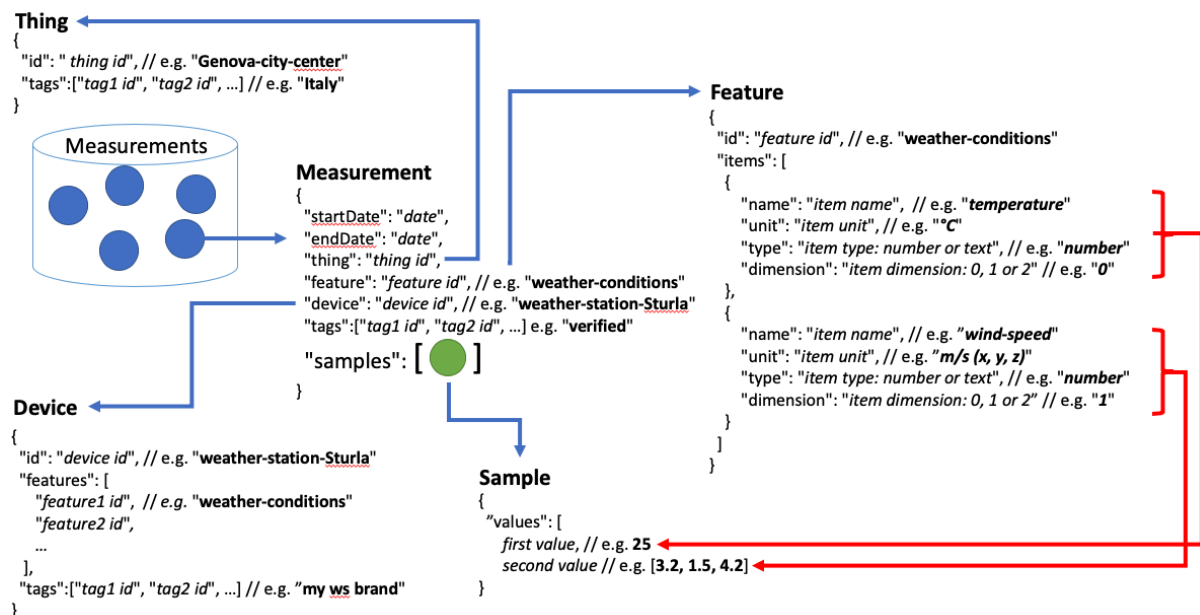 Thing
{
"id": " thing id", // e.g. "Genova-city-center"
"tags":["tag1 id", "tag2 id", …] // e.g. "Italy"
}
Measurements
Measurement
{
"startDate": "date",
"endDate": "date",
"thing": "thing id",
"feature": "feature id", // e.g. "weather-conditions"
"device": "device id", // e.g. "weather-station-Sturla"
"tags":["tag1 id", "tag2 id", …] e.g. "verified"
"samples": [ ]
}
Feature
{
"id": "feature id", // e.g. "weather-conditions"
"items": [
{
"name": "item name", // e.g. "temperature"
"unit": "item unit", // e.g. "°C"
"type": "item type: number or text", // e.g. "number"
"dimension": "item dimension: 0, 1 or 2" // e.g. "0"
},
{
"name": "item name", // e.g. ”wind-speed"
"unit": "item unit", // e.g. ”m/s (x, y, z)"
"type": "item type: number or text", // e.g. "number"
"dimension": "item dimension: 0, 1 or 2” // e.g. "1"
}
]
}
Device
{
"id": "device id", // e.g. "weather-station-Sturla"
"features": [
"feature1 id", // e.g. "weather-conditions"
"feature2 id",
…
],
"tags":["tag1 id", "tag2 id", …] // e.g. ”my ws brand"
}
Sample
{
”values": [
first value, // e.g. 25
second value // e.g. [3.2, 1.5, 4.2]
}